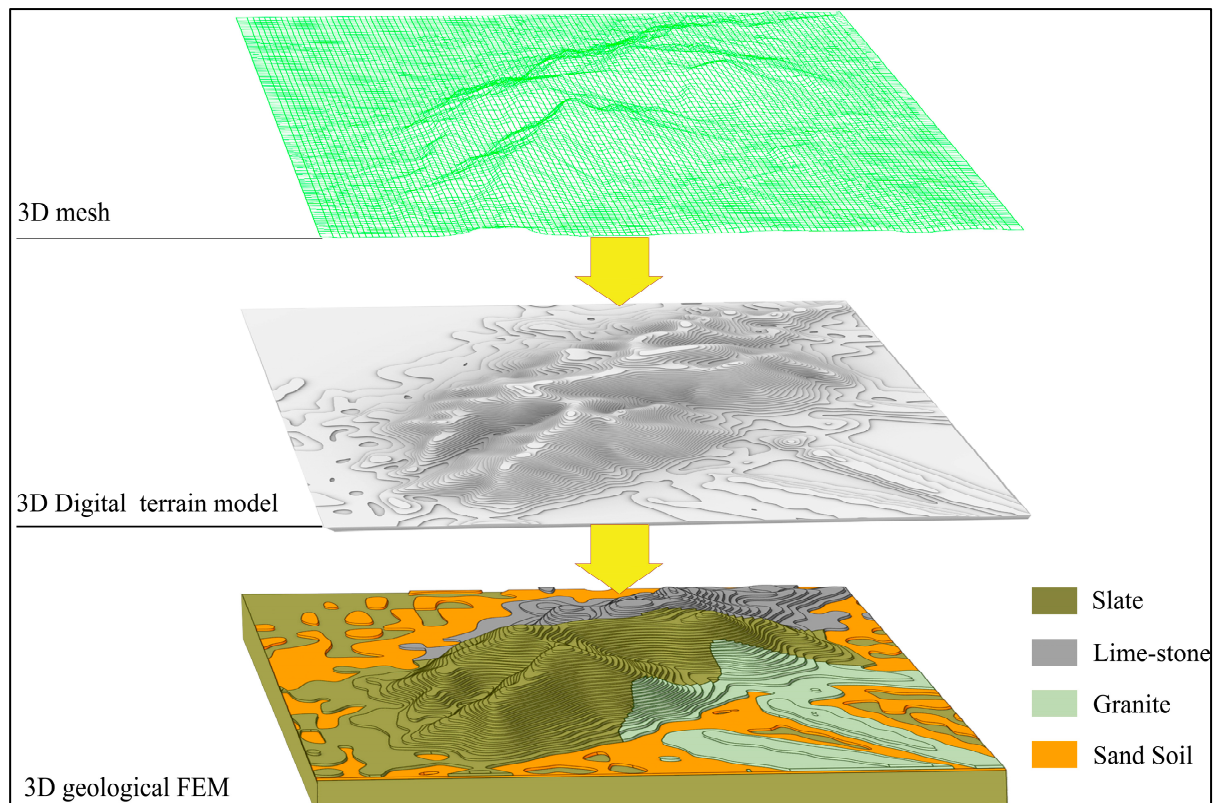 3D mesh
3D Digital terrain model
Slate
Lime-stone
Granite
Sand Soil
3D geological FEM